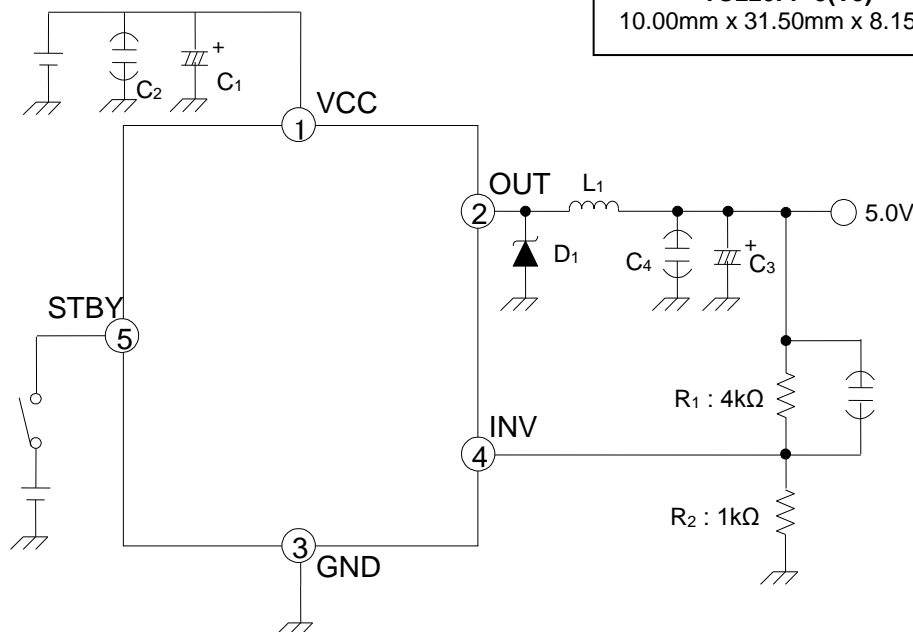 10.00mm x 31.50mm x 8.15
+
C2
C1
VCC
1
OUT
2
L1
5.0V
D1
C4
+
C3
STBY
5
R1 : 4kΩ
INV
4
R2 : 1kΩ
3
GND